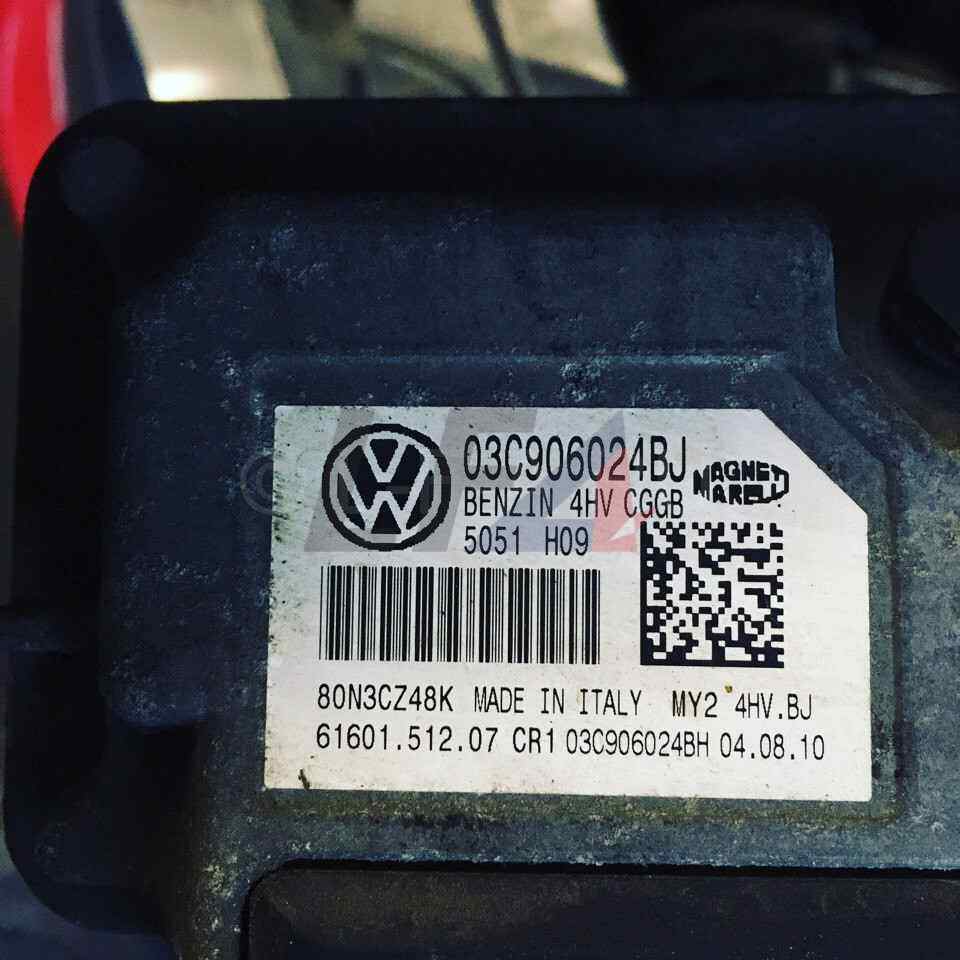 03C906024BJ MAGNETI MARELLI
BENZIN 4HV CGGB
5051 H09
80N3CZ48K MADE IN ITALY MY2 4HV.BJ
61601.512.07 CR1 03C906024BH 04.08.10